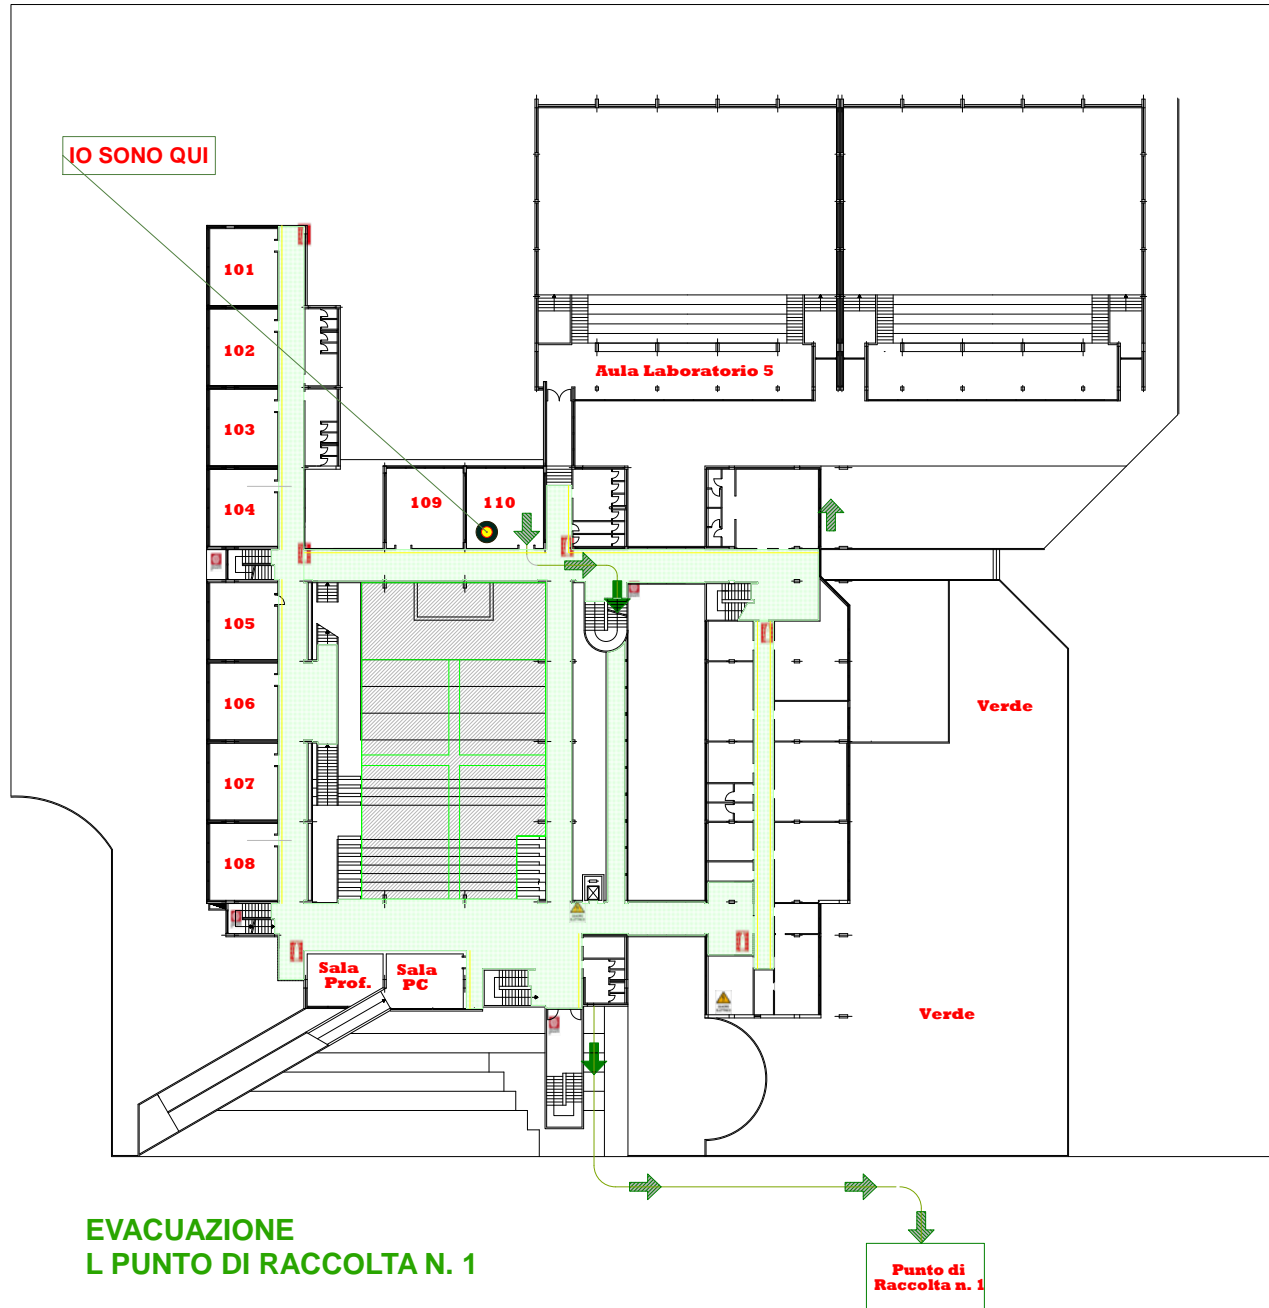 IO SONO QUI
101
102
Aula Laboratorio 5
103
104
109
110
105
106
Verde
107
108
Sala
Prof.
Sala
PC
Verde
EVACUAZIONE
L PUNTO DI RACCOLTA N. 1
Punto di
Raccolta n. 1